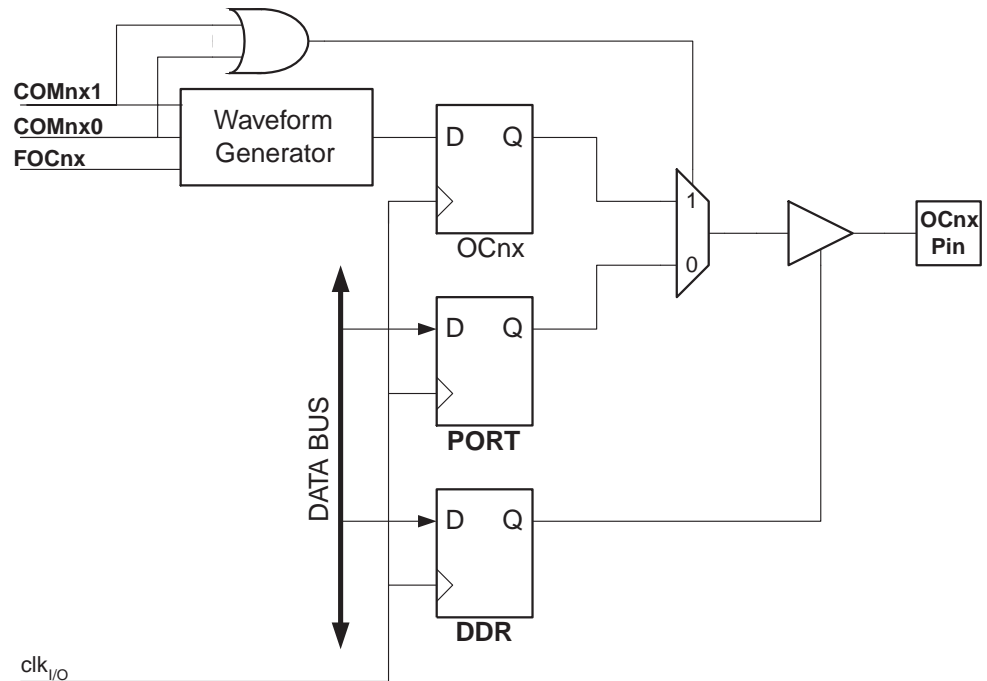 COMnx1
COMnx0
FOCnx
Waveform
Generator
D Q
OCnx
1
0
OCnx
Pin
D Q
PORT
DATA BUS
D Q
DDR
clkI/O